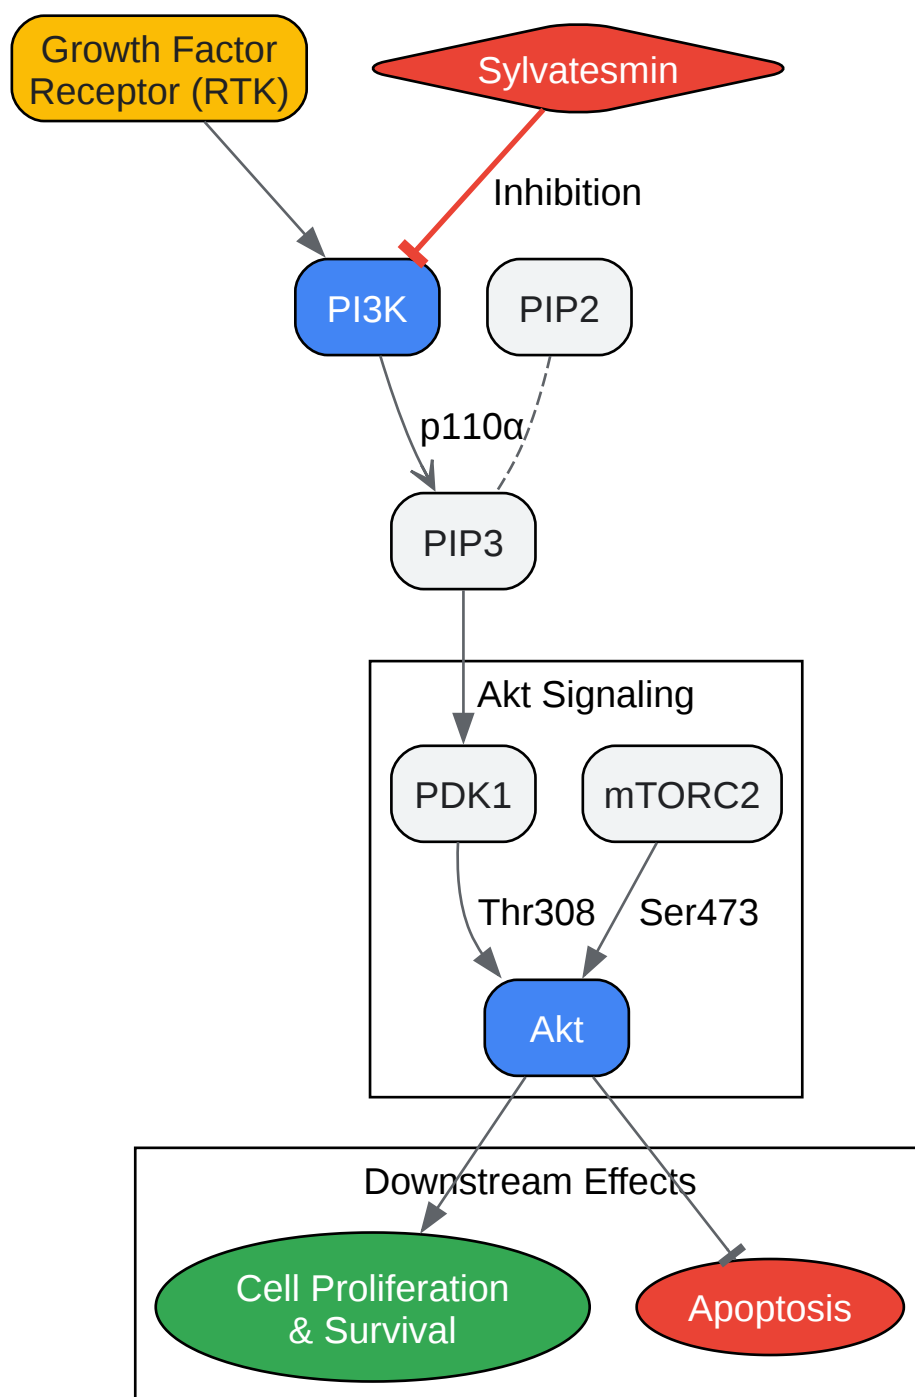 Growth Factor
Receptor (RTK)
Sylvatesmin
Inhibition
PI3K
PIP2
p110α
PIP3
Akt Signaling
PDK1
mTORC2
Thr308
Ser473
Akt
Downstream Effects
Cell Proliferation
& Survival
Apoptosis